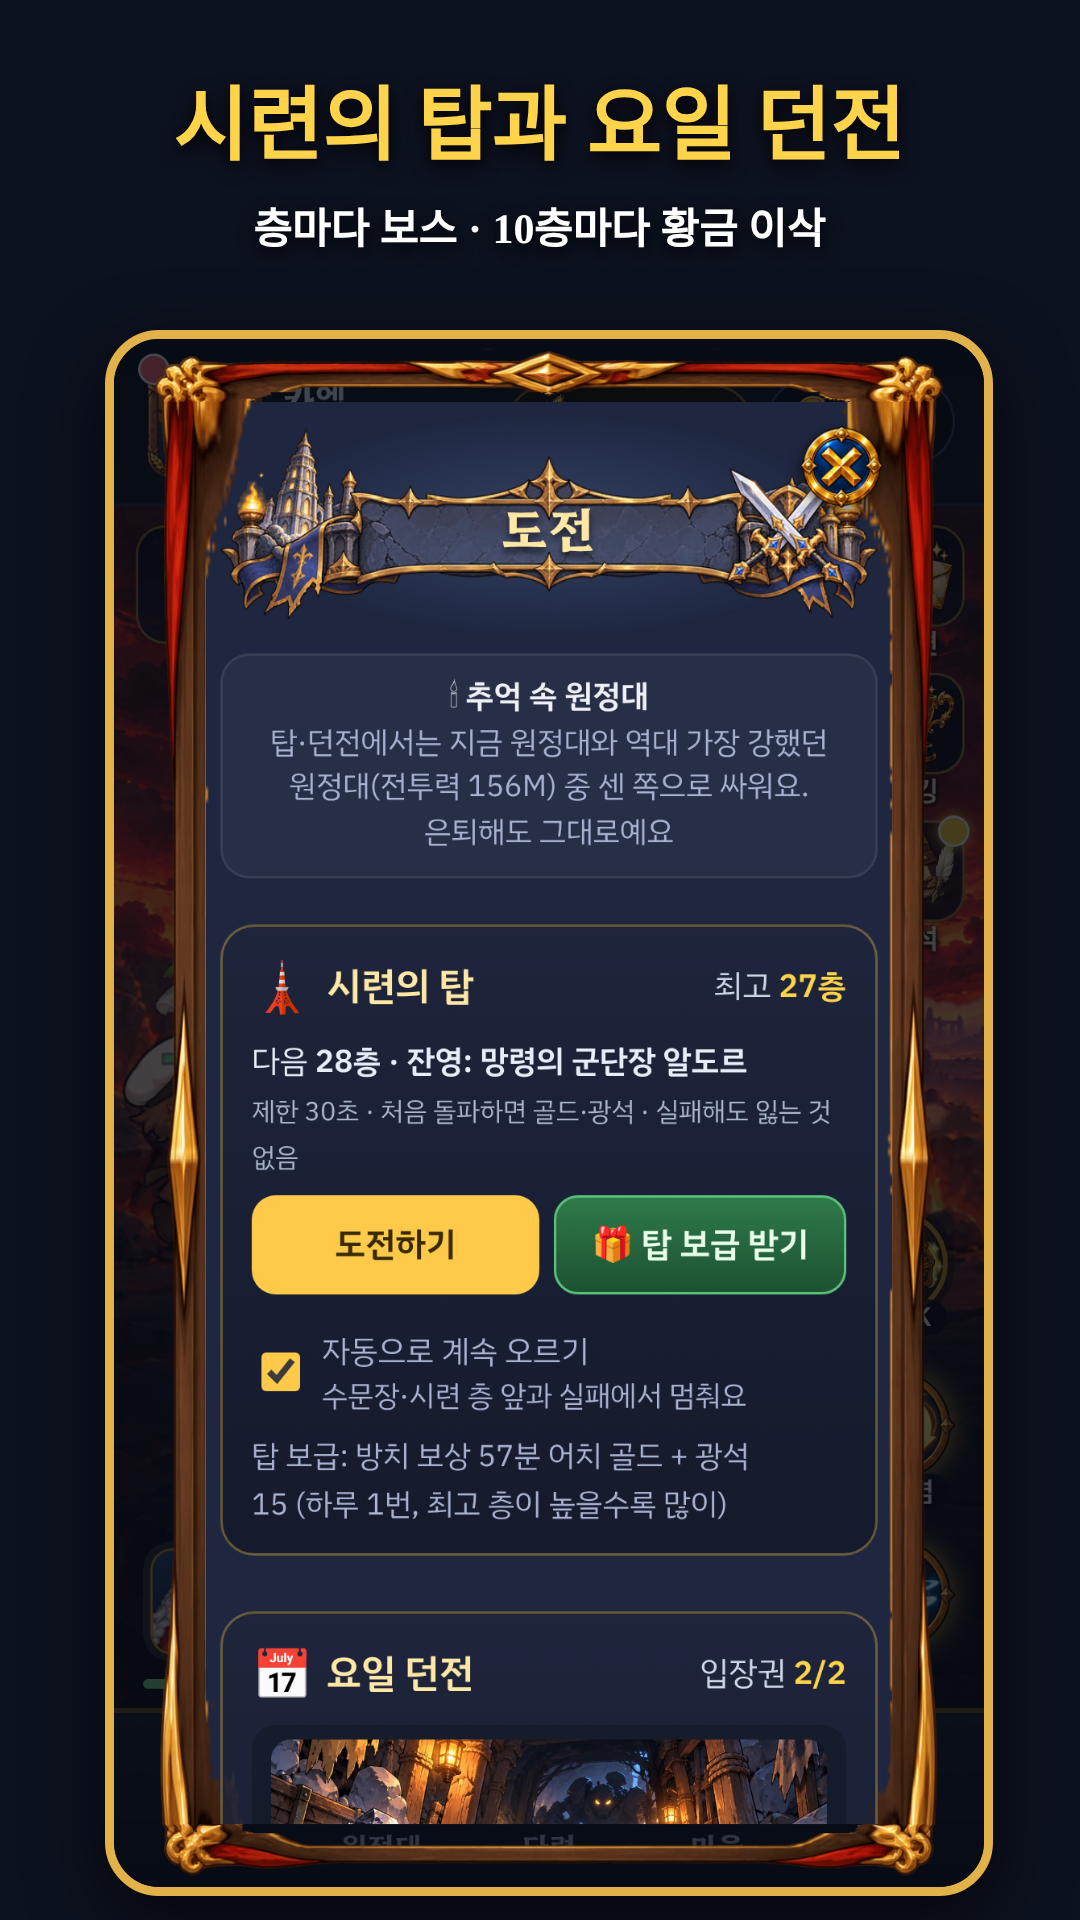 시련의 탑과 요일 던전
층마다 보스 · 10층마다 황금 이삭
도전
추억 속 원정대
탑·던전에서는 지금 원정대와 역대 가장 강했던
원정대(전투력 156M) 중 센 쪽으로 싸워요.
은퇴해도 그대로예요
시련의 탑
최고 27층
다음 28층 · 잔영: 망령의 군단장 알도르
제한 30초 · 처음 돌파하면 골드·광석 · 실패해도 잃는 것
없음
도전하기
탑 보급 받기
자동으로 계속 오르기
수문장·시련 층 앞과 실패에서 멈춰요
탑 보급: 방치 보상 57분 어치 골드 + 광석
15 (하루 1번, 최고 층이 높을수록 많이)
July
17
요일 던전
입장권 2/2